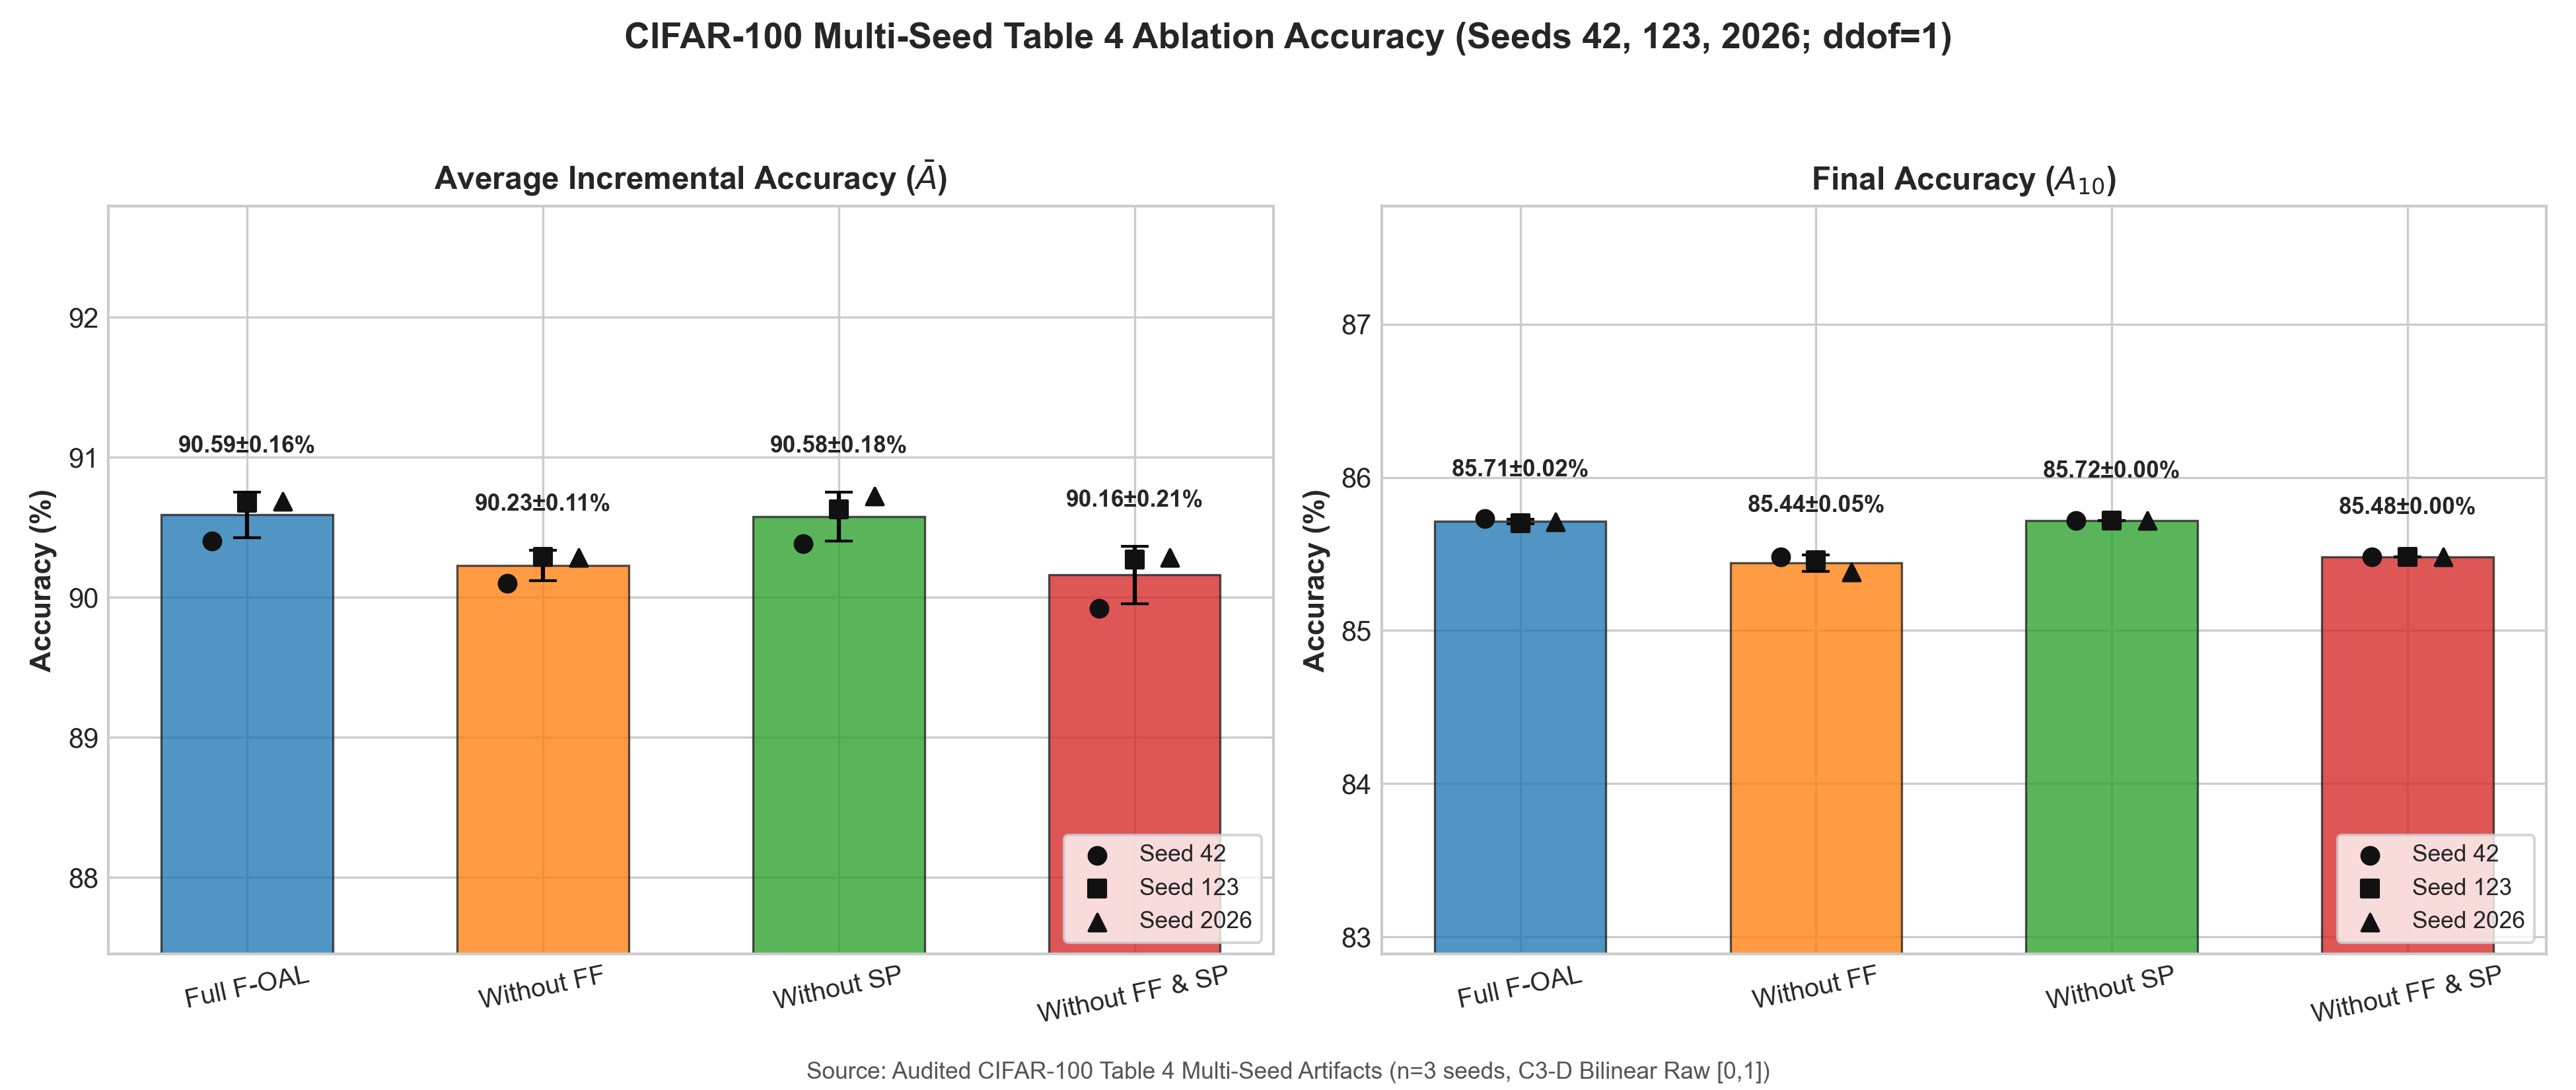 CIFAR-100 Multi-Seed Table 4 Ablation Accuracy (Seeds 42, 123, 2026; ddof=1)
Average Incremental Accuracy (Ā)
Accuracy (%)
92
91
90
89
88
90.59±0.16%
90.23±0.11%
90.58±0.18%
90.16±0.21%
Seed 42
Seed 123
Seed 2026
Full F-OAL
Without FF
Without SP
Without FF & SP
Final Accuracy (A₁₀)
Accuracy (%)
87
86
85
84
83
85.71±0.02%
85.44±0.05%
85.72±0.00%
85.48±0.00%
Seed 42
Seed 123
Seed 2026
Full F-OAL
Without FF
Without SP
Without FF & SP
Source: Audited CIFAR-100 Table 4 Multi-Seed Artifacts (n=3 seeds, C3-D Bilinear Raw [0,1])